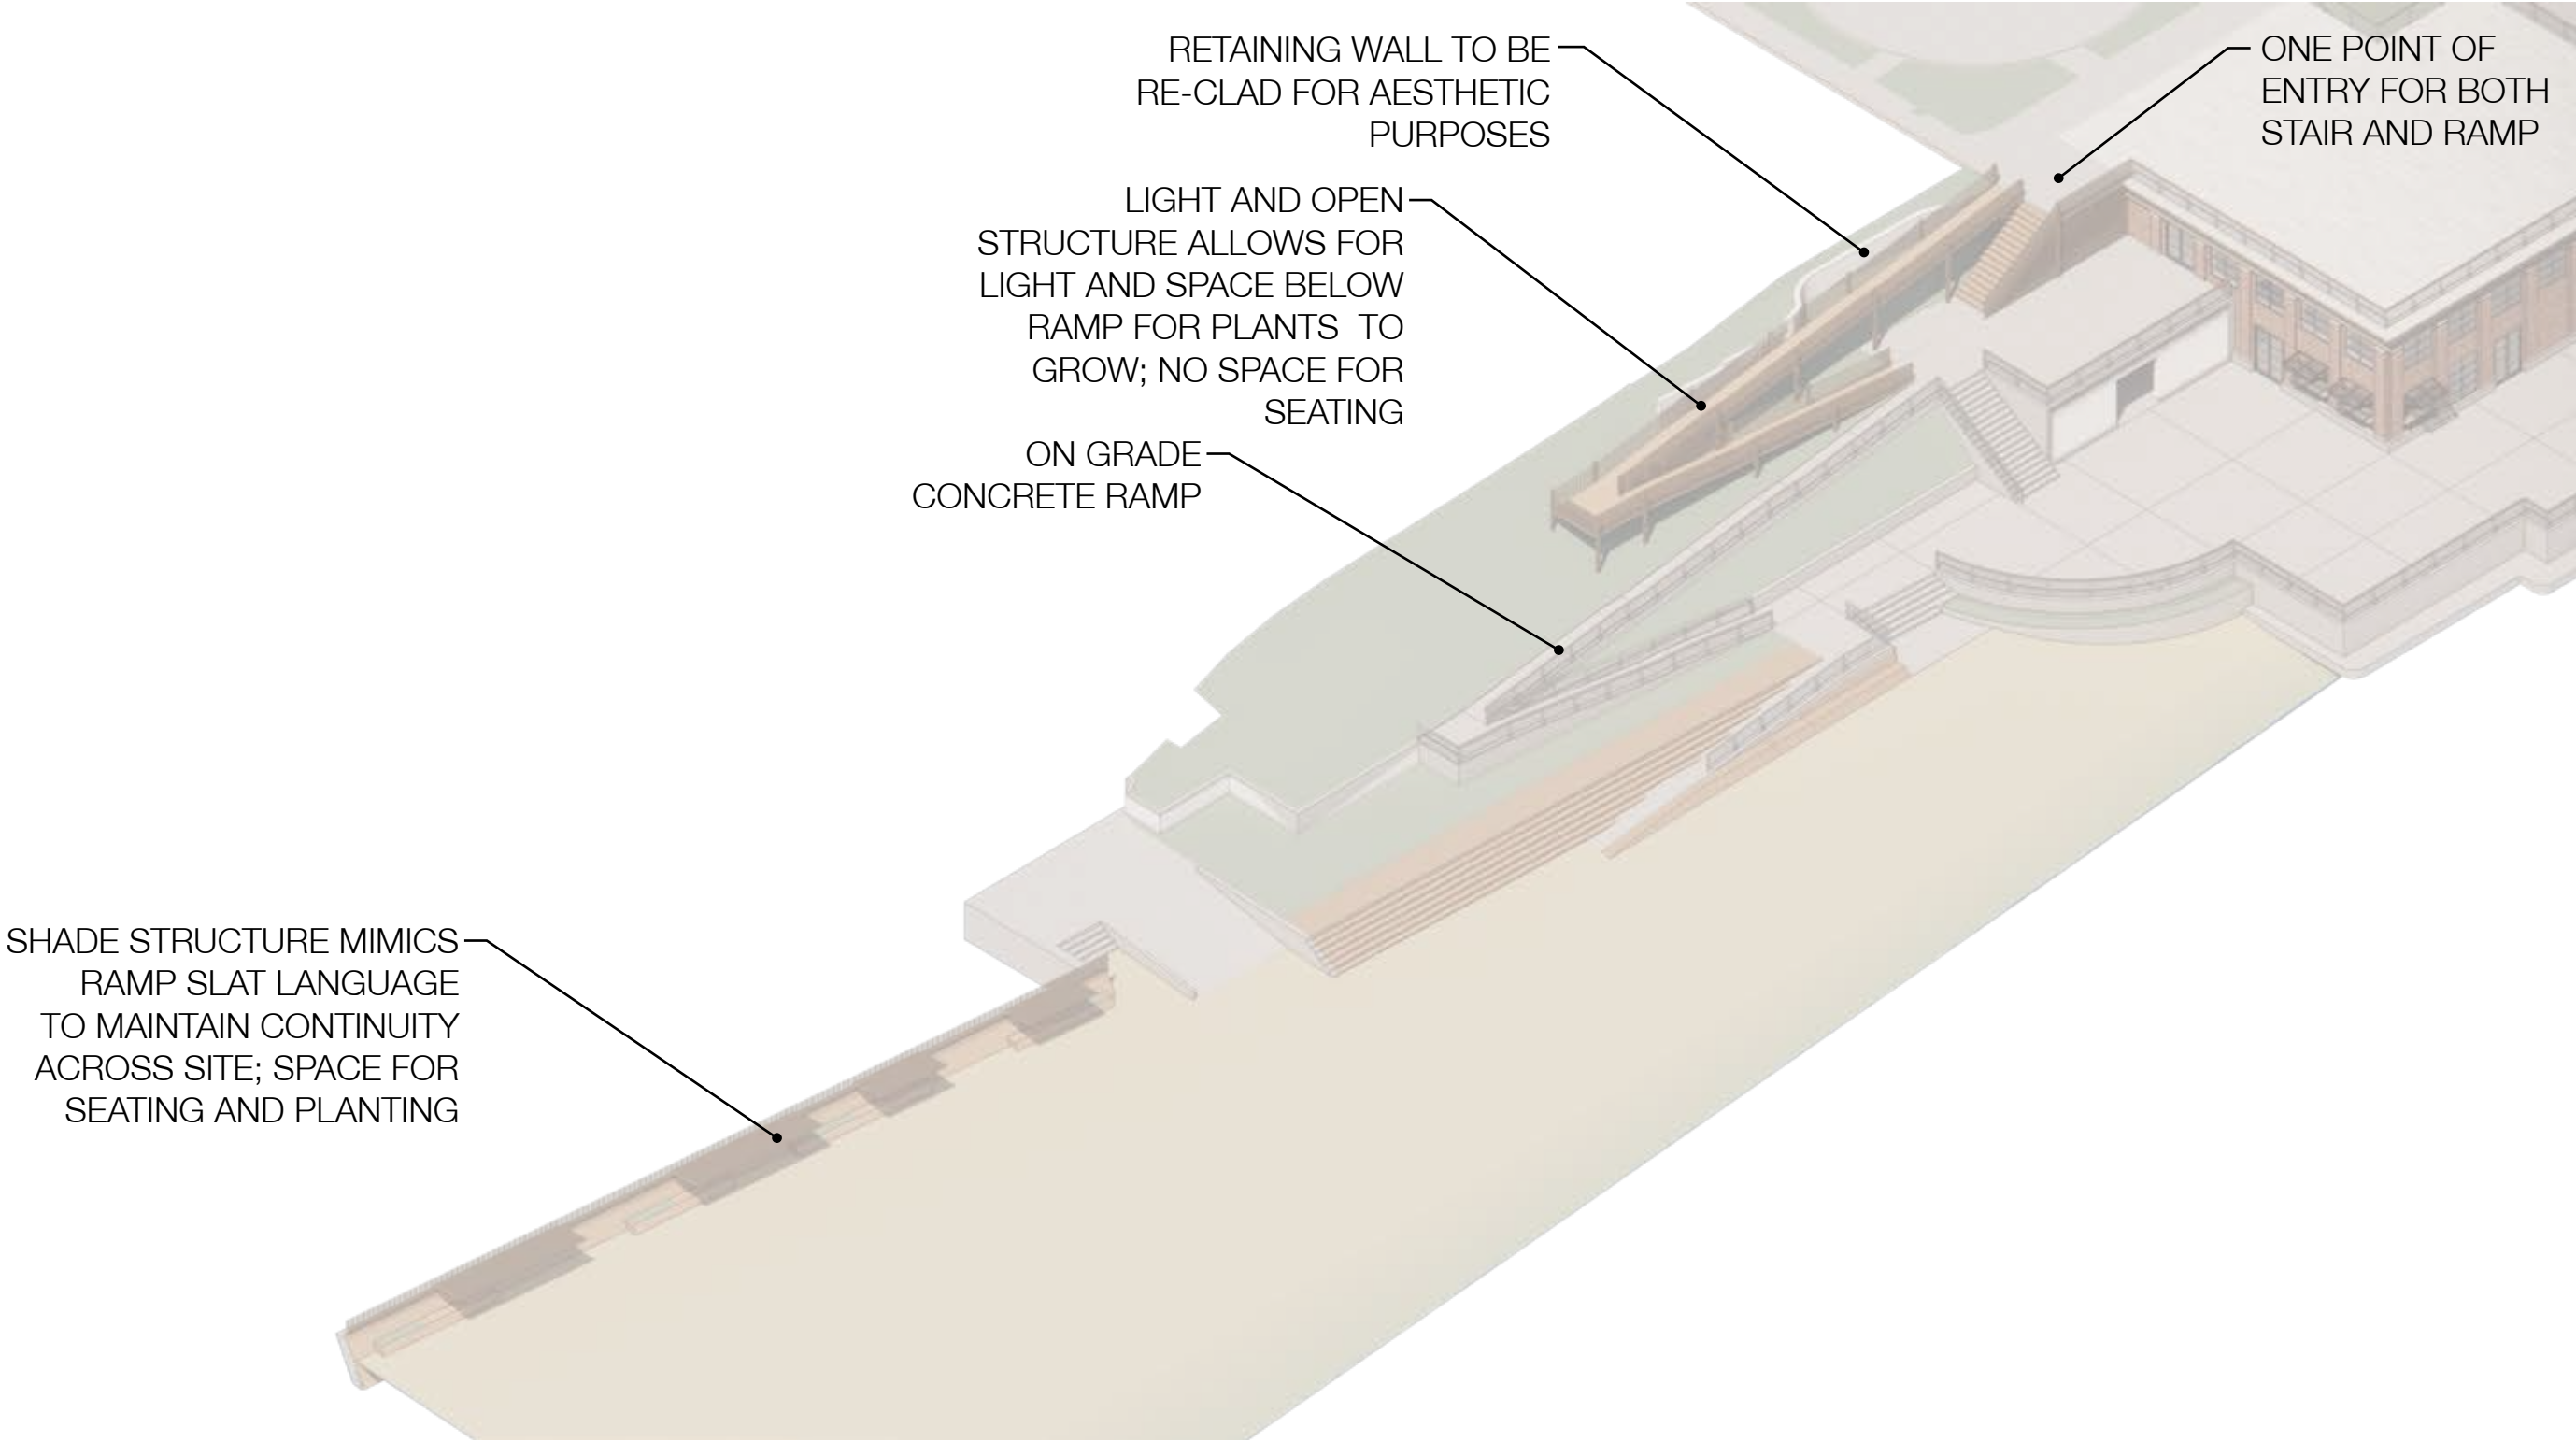 RETAINING WALL TO BE
RE-CLAD FOR AESTHETIC
PURPOSES
ONE POINT OF
ENTRY FOR BOTH
STAIR AND RAMP
LIGHT AND OPEN
STRUCTURE ALLOWS FOR
LIGHT AND SPACE BELOW
RAMP FOR PLANTS  TO
GROW; NO SPACE FOR
SEATING
ON GRADE
CONCRETE RAMP
SHADE STRUCTURE MIMICS
RAMP SLAT LANGUAGE
TO MAINTAIN CONTINUITY
ACROSS SITE; SPACE FOR
SEATING AND PLANTING